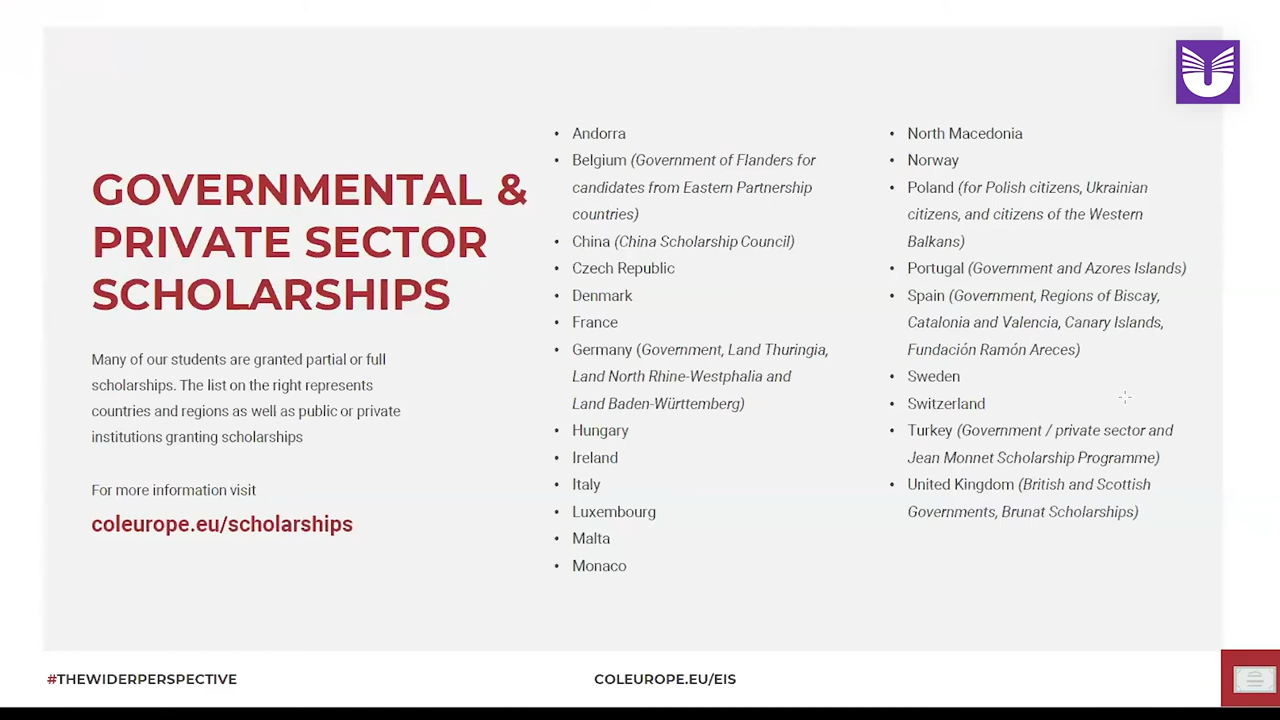 GOVERNMENTAL &
PRIVATE SECTOR
SCHOLARSHIPS
Many of our students are granted partial or full
scholarships. The list on the right represents
countries and regions as well as public or private
institutions granting scholarships
For more information visit
coleurope.eu/scholarships
• Andorra
• Belgium (Government of Flanders for
candidates from Eastern Partnership
countries)
• China (China Scholarship Council)
• Czech Republic
• Denmark
• France
• Germany (Government, Land Thuringia,
Land North Rhine-Westphalia and
Land Baden-Württemberg)
• Hungary
• Ireland
• Italy
• Luxembourg
• Malta
• Monaco
• North Macedonia
• Norway
• Poland (for Polish citizens, Ukrainian
citizens, and citizens of the Western
Balkans)
• Portugal (Government and Azores Islands)
• Spain (Government, Regions of Biscay,
Catalonia and Valencia, Canary Islands,
Fundación Ramón Areces)
• Sweden
• Switzerland
• Turkey (Government / private sector and
Jean Monnet Scholarship Programme)
• United Kingdom (British and Scottish
Governments, Brunat Scholarships)
#THEWIDERPERSPECTIVE
COLEUROPE.EU/EIS